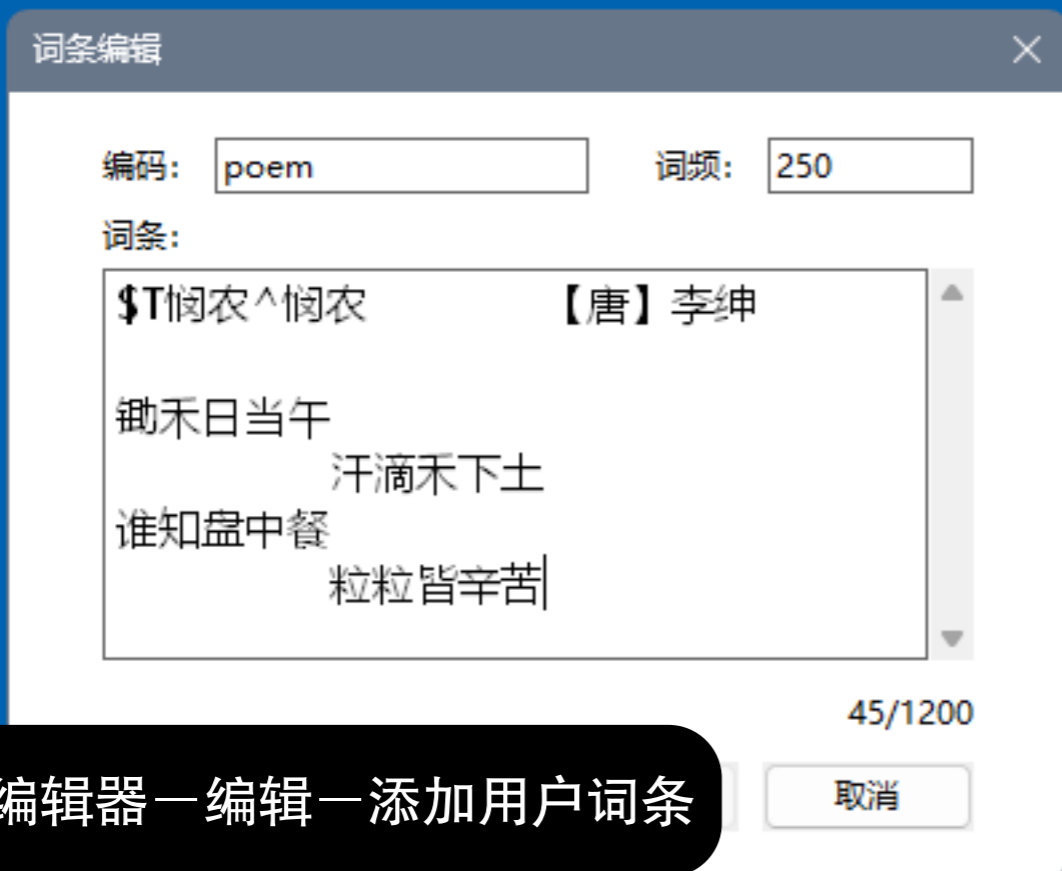 词条编辑
编码： poem 词频： 250
词条：
$T悯农^悯农 【唐】李绅
锄禾日当午
汗滴禾下土
谁知盘中餐
粒粒皆辛苦
45/1200
编辑器－编辑－添加用户词条
取消